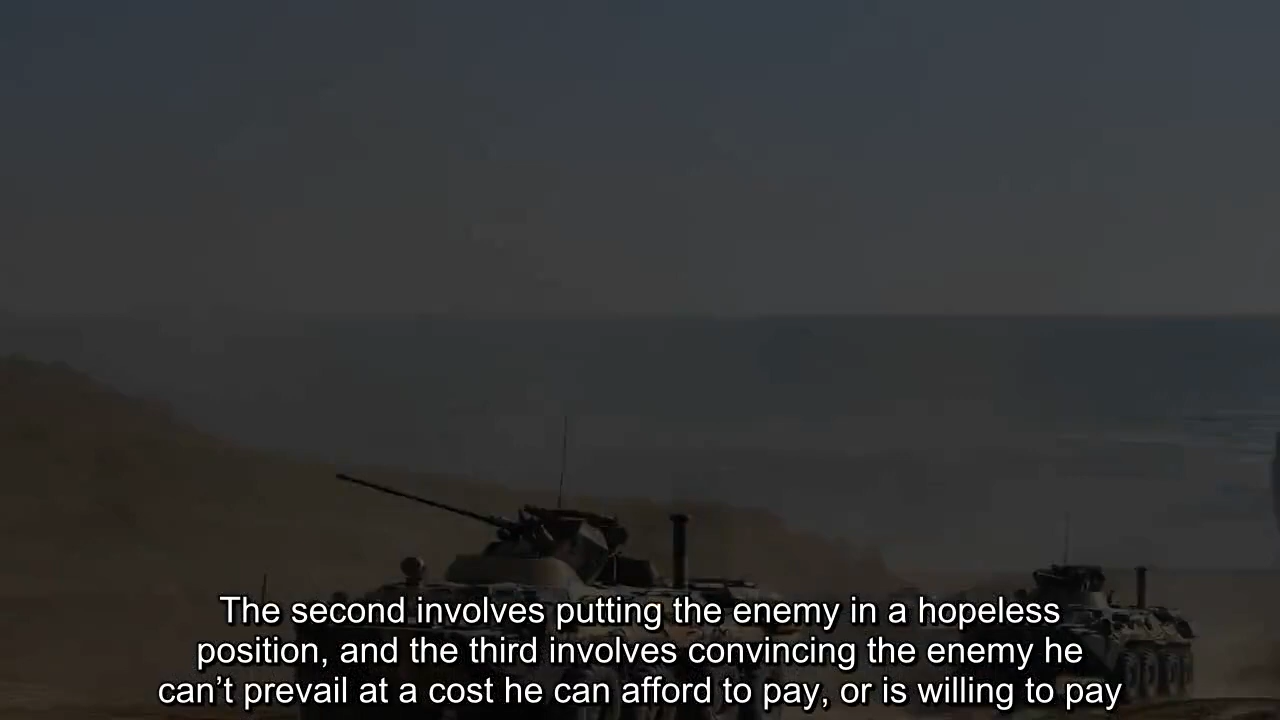 The second involves putting the enemy in a hopeless
position, and the third involves convincing the enemy he
can’t prevail at a cost he can afford to pay, or is willing to pay